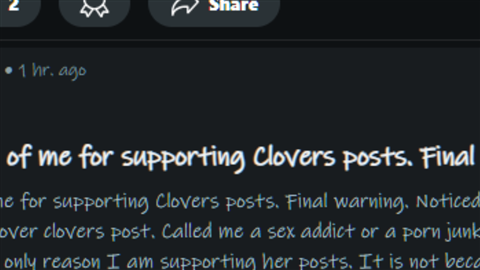 2 Share
• 1 hr. ago
of me for supporting Clovers posts. Final
me for supporting Clovers posts. Final warning. Noticed
over clovers post. Called me a sex addict or a porn junk
only reason I am supporting her posts. It is not beca